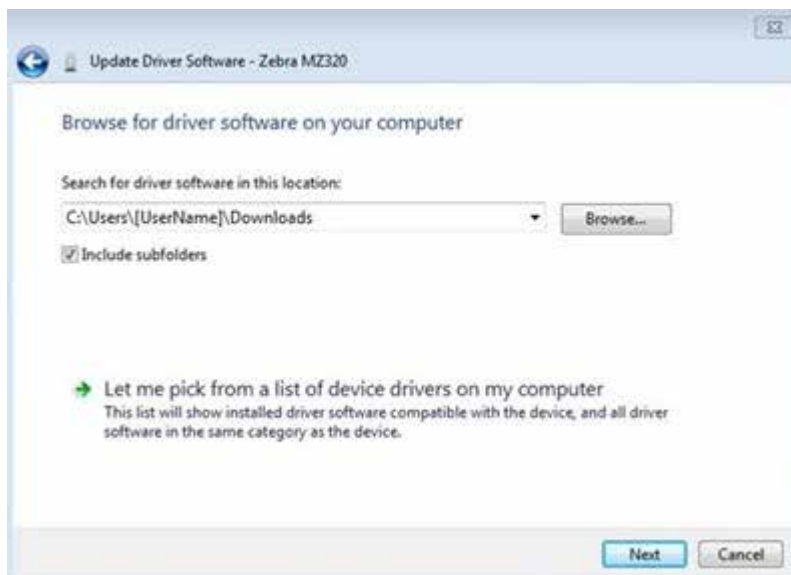 Update Driver Software - Zebra MZ320
Browse for driver software on your computer
Search for driver software in this location:
C:\Users\[UserName]\Downloads
Browse...
Include subfolders
Let me pick from a list of device drivers on my computer
This list will show installed driver software compatible with the device, and all driver
software in the same category as the device.
Next
Cancel